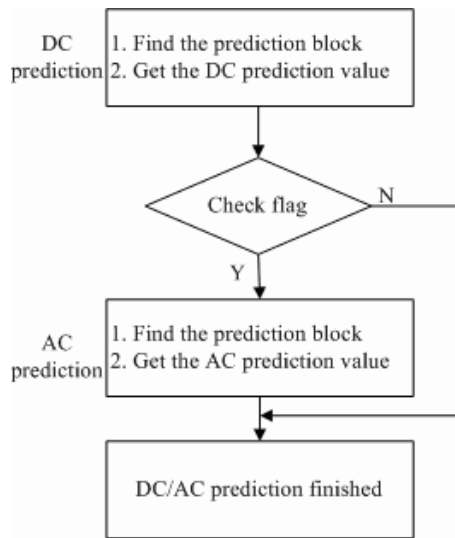 DC
prediction
1. Find the prediction block
2. Get the DC prediction value
Check flag
N
Y
AC
prediction
1. Find the prediction block
2. Get the AC prediction value
DC/AC prediction finished